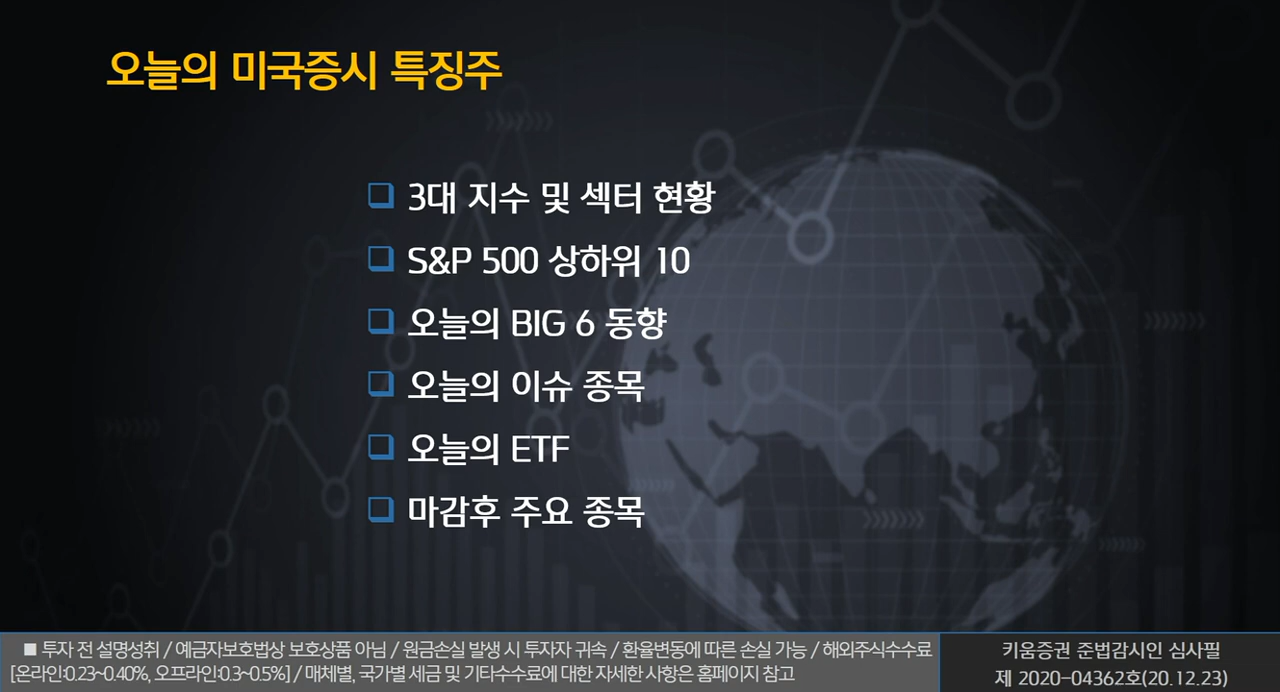 오늘의 미국증시 특징주
❑ 3대 지수 및 섹터 현황
❑ S&P 500 상하위 10
❑ 오늘의 BIG 6 동향
❑ 오늘의 이슈 종목
❑ 오늘의 ETF
❑ 마감후 주요 종목
■ 투자 전 설명성취 / 예금자보호법상 보호상품 아님 / 원금손실 발생 시 투자자 귀속 / 환율변동에 따른 손실 가능 / 해외주식수수료
[온라인:0.23~0.40%, 오프라인:0.3~0.5%] / 매체별, 국가별 세금 및 기타수수료에 대한 자세한 사항은 홈페이지 참고
키움증권 준법감시인 심사필
제 2020-04362호(20.12.23)